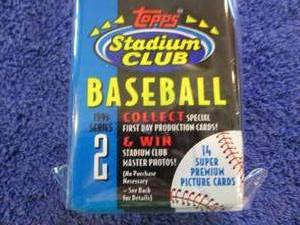 Topps
Stadium
CLUB
BASEBALL
1993
SERIES
2
COLLECT SPECIAL
FIRST DAY PRODUCTION CARDS!
& WIN
STADIUM CLUB
MASTER PHOTOS!
(No Purchase
Necessary
- See Back
for Details)
14
SUPER
PREMIUM
PICTURE CARDS